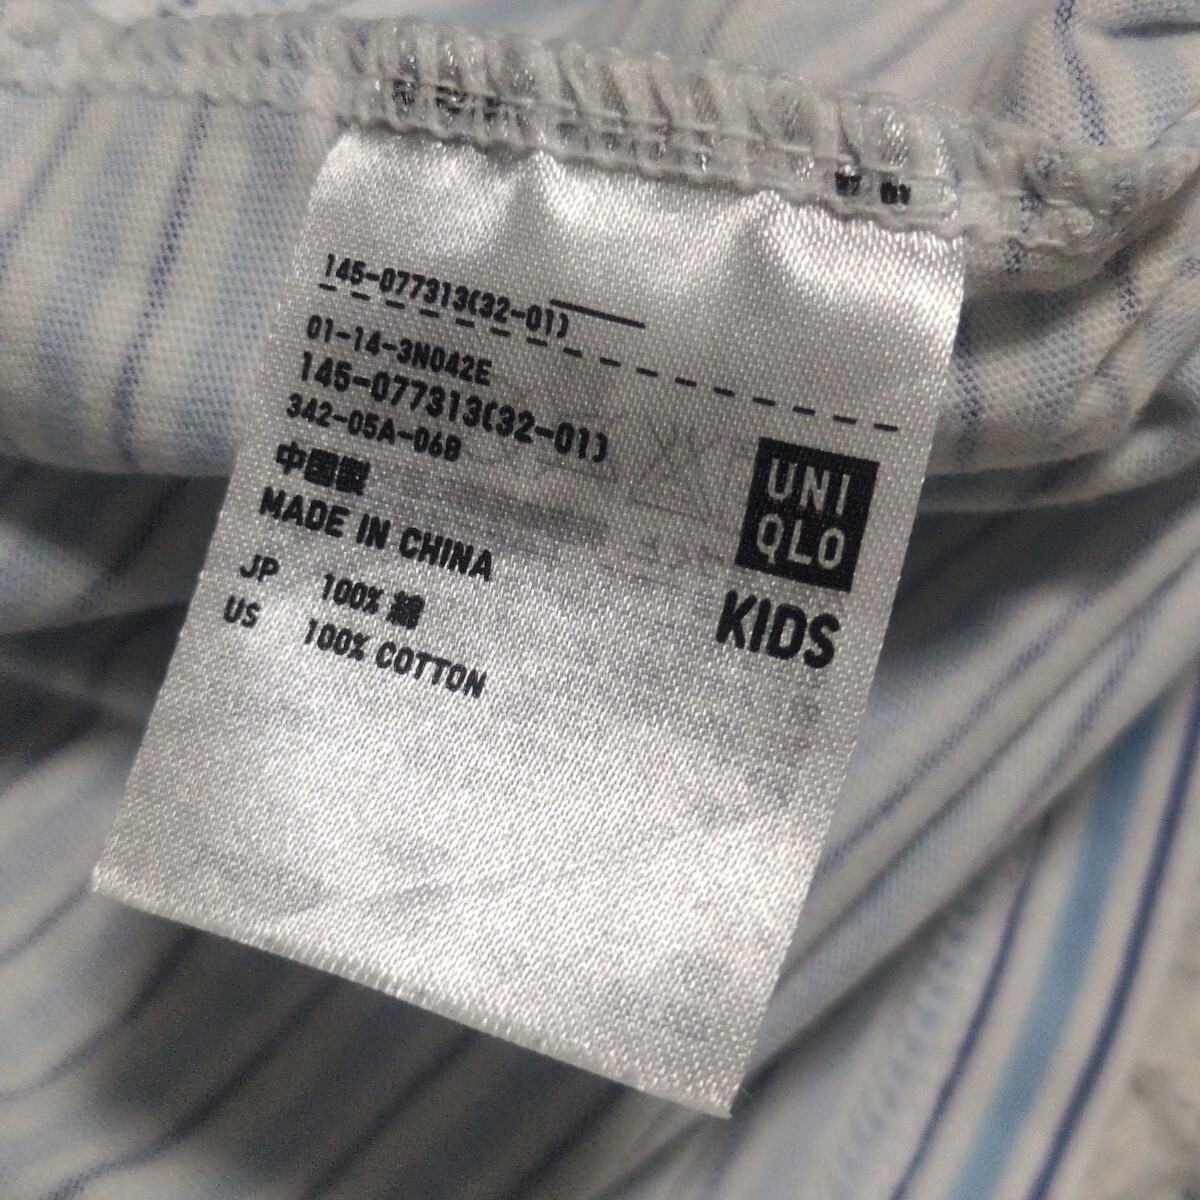 145-077313(32-01)
01-14-3N042E
145-077313(32-01)
342-05A-06B
中国製
MADE IN CHINA
JP 100% 綿
US 100% COTTON
UNI
QLO
KIDS